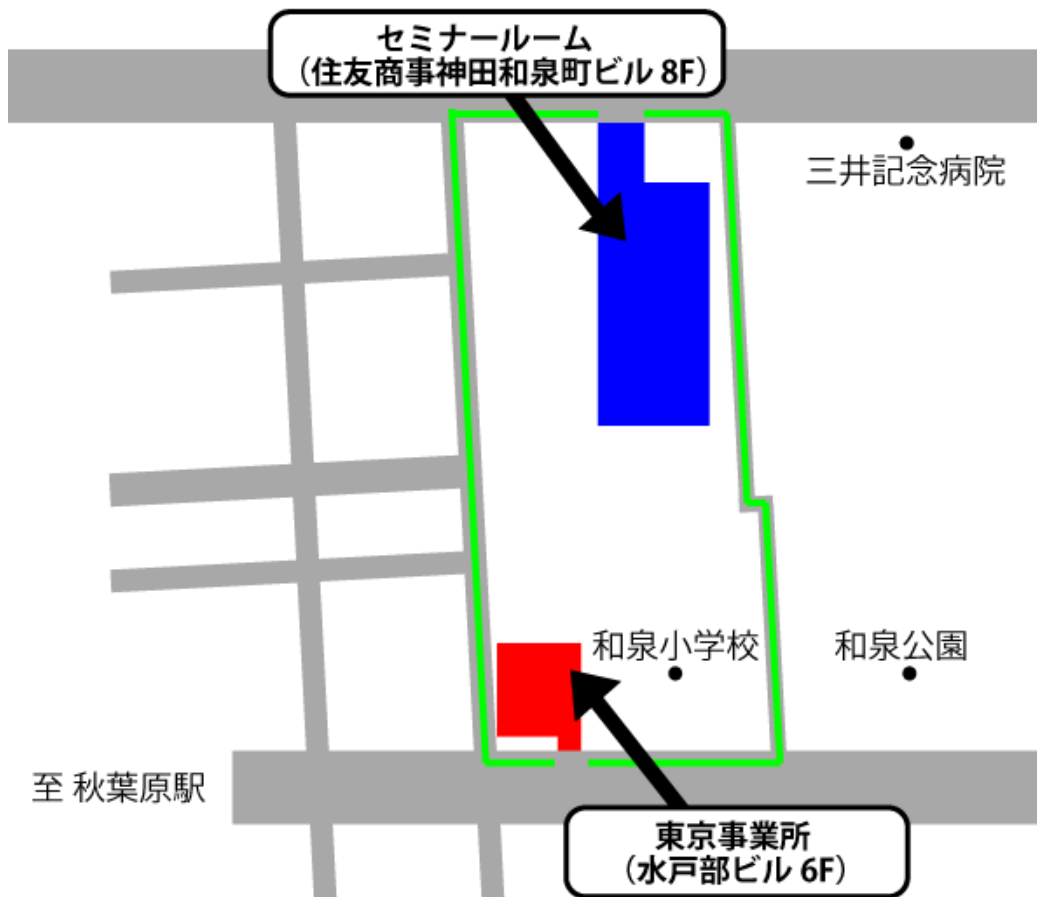 セミナールーム
（住友商事神田和泉町ビル 8F）
三井記念病院
和泉小学校
和泉公園
至 秋葉原駅
東京事業所
（水戸部ビル 6F）